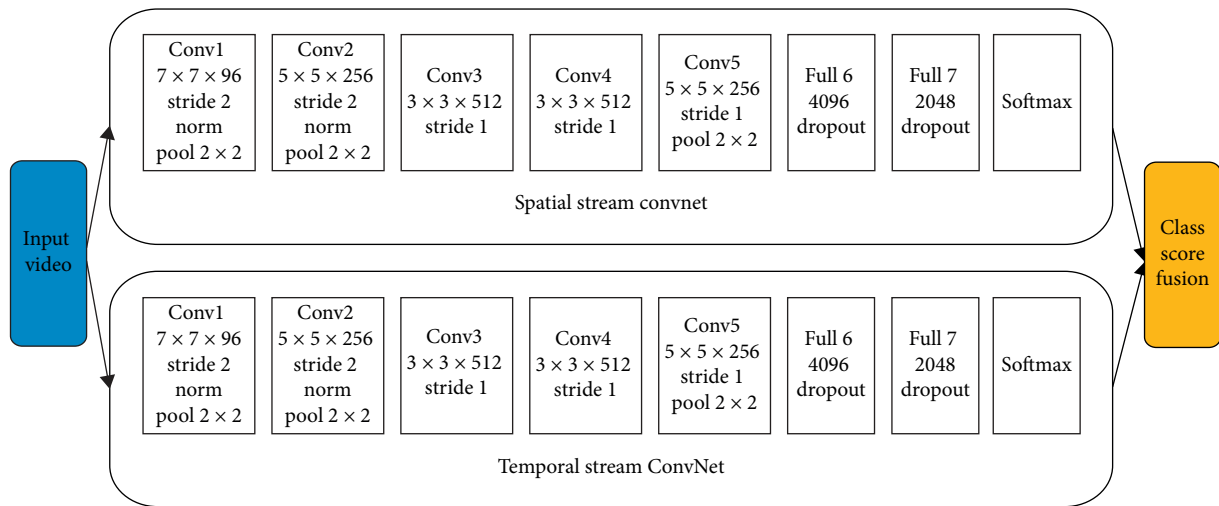 Input
video
Conv1
7 × 7 × 96
stride 2
norm
pool 2 × 2
Conv2
5 × 5 × 256
stride 2
norm
pool 2 × 2
Conv3
3 × 3 × 512
stride 1
Conv4
3 × 3 × 512
stride 1
Conv5
5 × 5 × 256
stride 1
pool 2 × 2
Full 6
4096
dropout
Full 7
2048
dropout
Softmax
Spatial stream convnet
Conv1
7 × 7 × 96
stride 2
norm
pool 2 × 2
Conv2
5 × 5 × 256
stride 2
norm
pool 2 × 2
Conv3
3 × 3 × 512
stride 1
Conv4
3 × 3 × 512
stride 1
Conv5
5 × 5 × 256
stride 1
pool 2 × 2
Full 6
4096
dropout
Full 7
2048
dropout
Softmax
Temporal stream ConvNet
Class
score
fusion